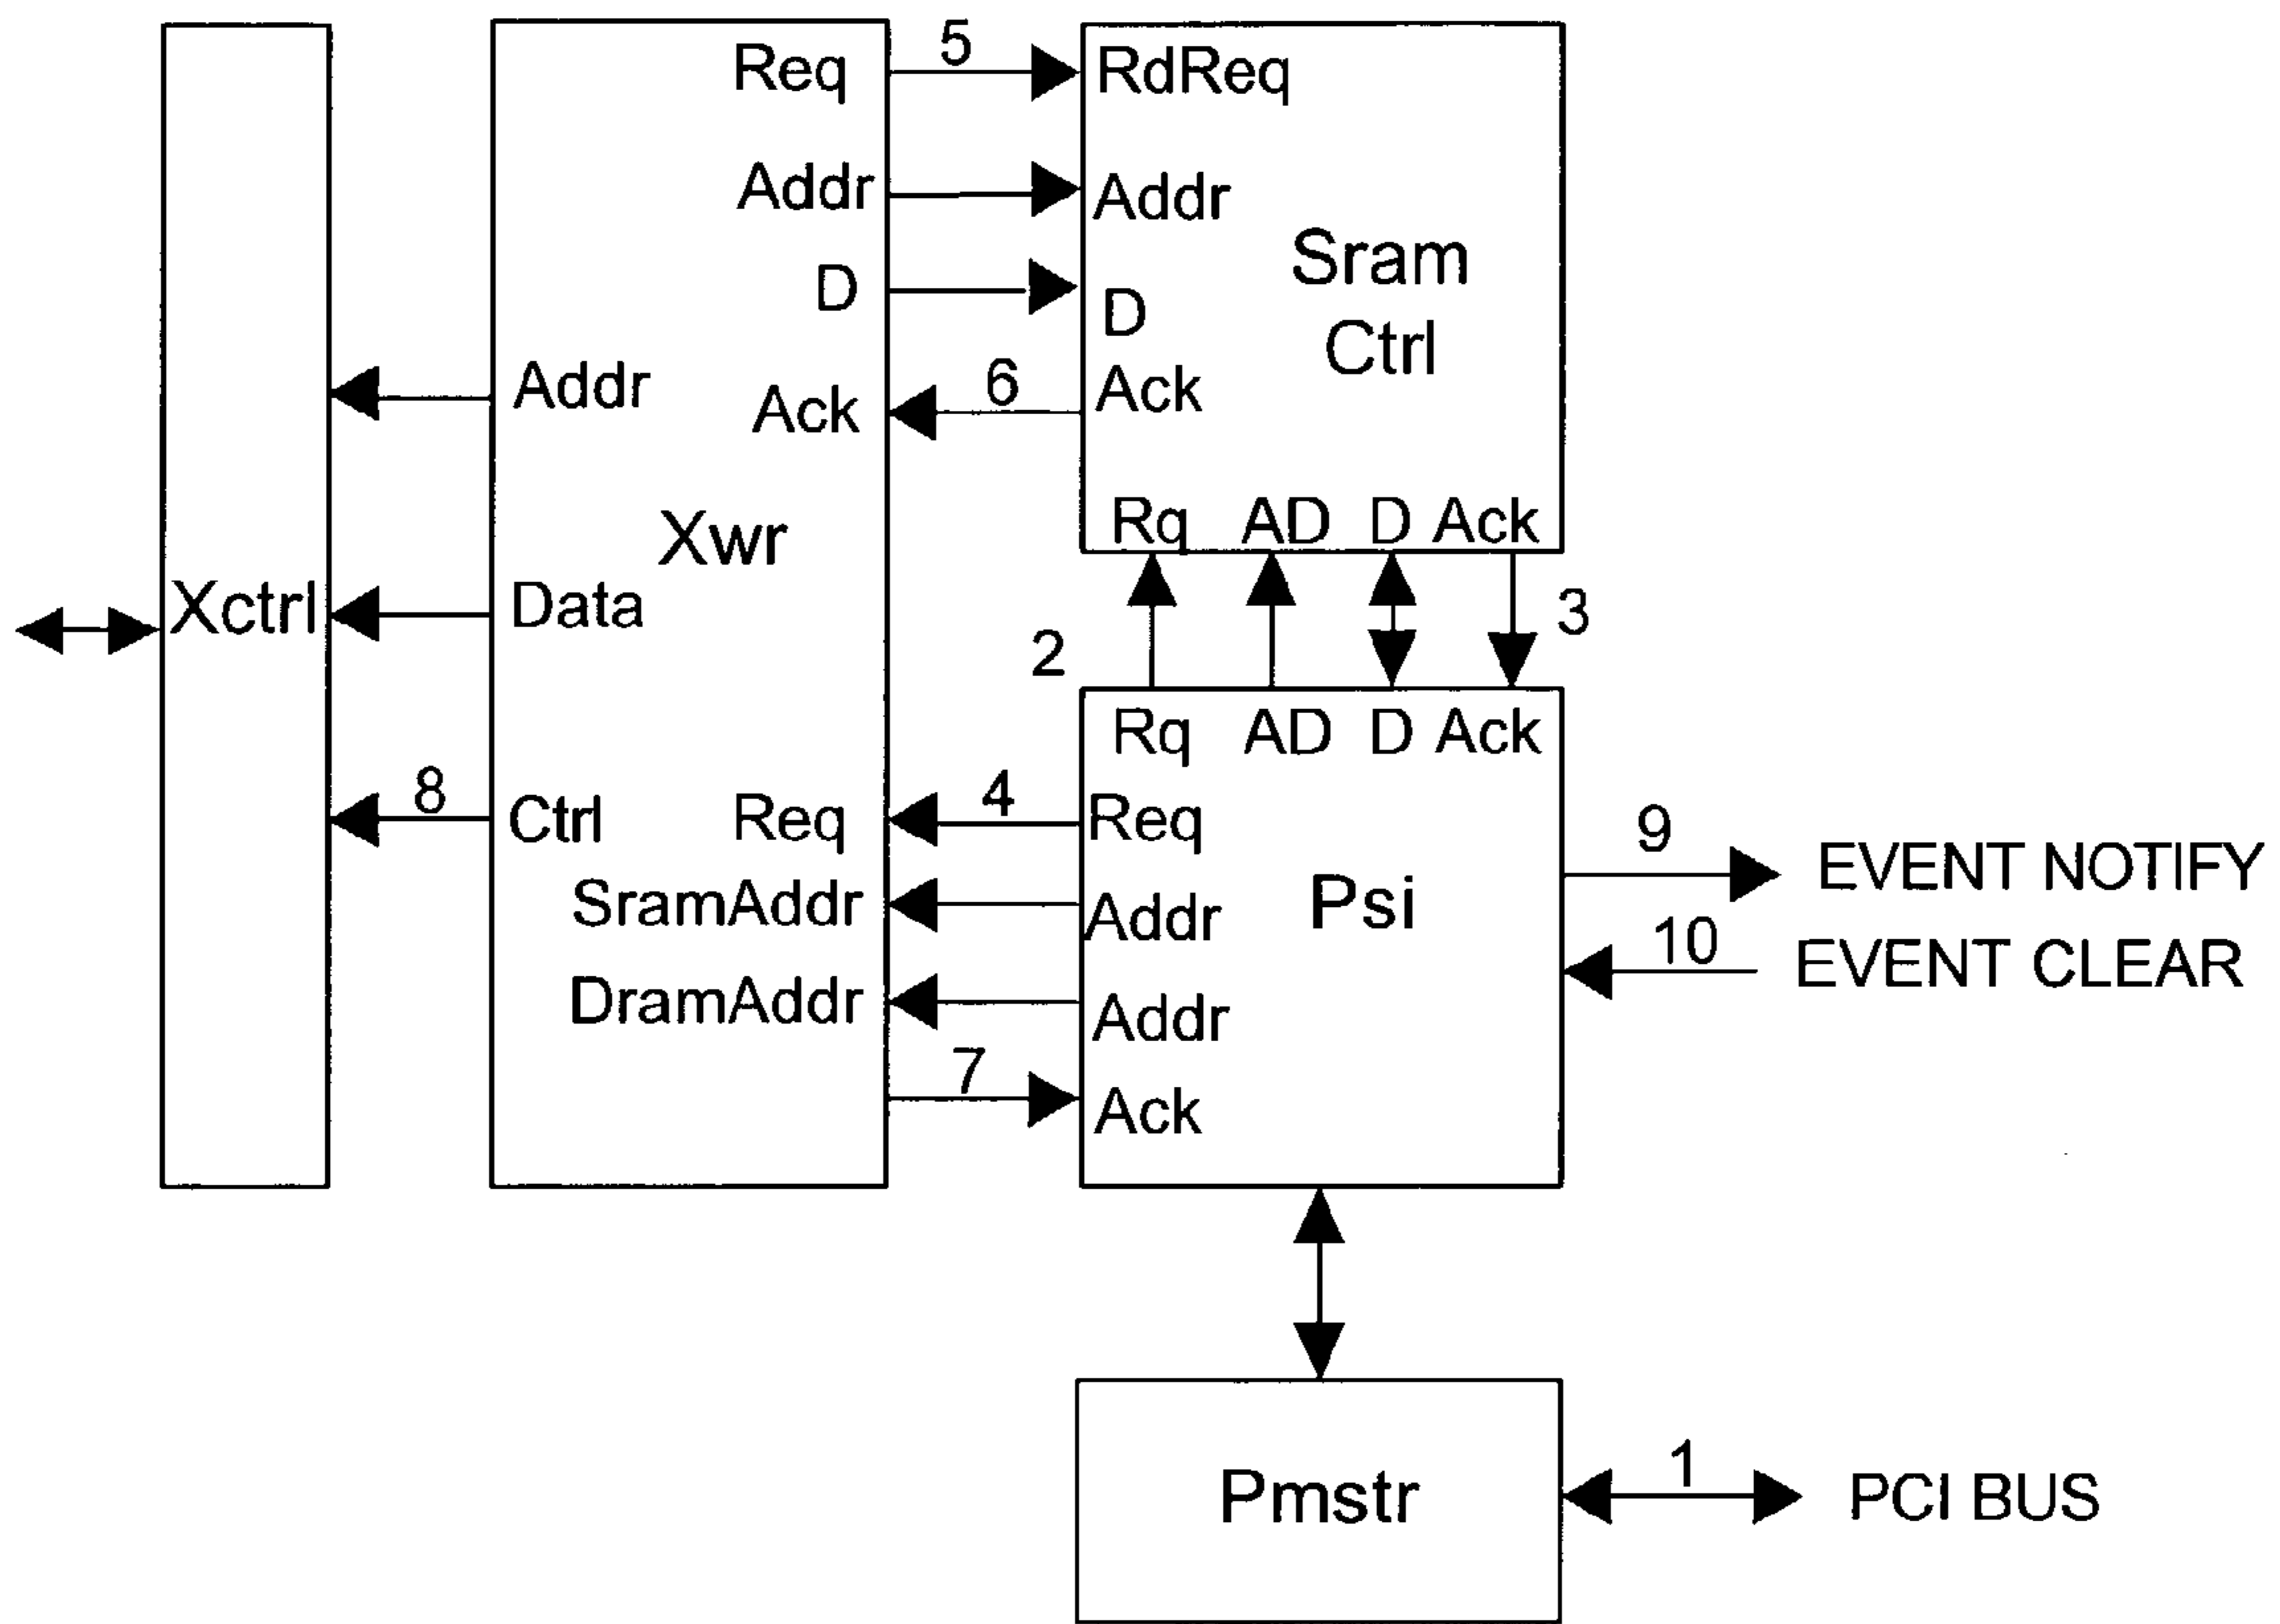 Req 5 RdReq
Addr Addr
D D
Sram
Ctrl
Addr
Ack 6 Ack
Rq AD D Ack
Xwr
Xctrl
Data
2 3
Rq AD D Ack
8 Ctrl Req 4 Req
9 EVENT NOTIFY
SramAddr Addr
Psi
10 EVENT CLEAR
DramAddr Addr
7 Ack
Pmstr
1 PCI BUS